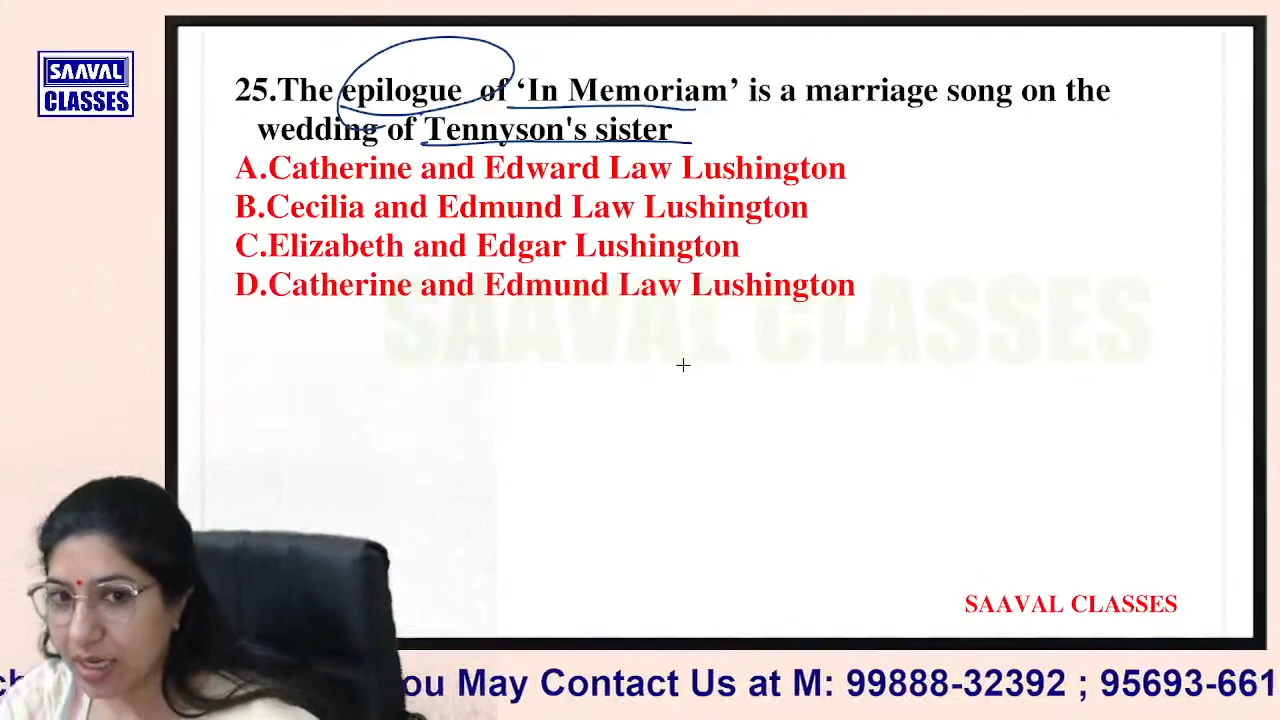 SAAVAL
CLASSES
25.The epilogue of ‘In Memoriam’ is a marriage song on the
wedding of Tennyson's sister
A.Catherine and Edward Law Lushington
B.Cecilia and Edmund Law Lushington
C.Elizabeth and Edgar Lushington
D.Catherine and Edmund Law Lushington
SAAVAL CLASSES
SAAVAL CLASSES
ou May Contact Us at M: 99888-32392 ; 95693-661